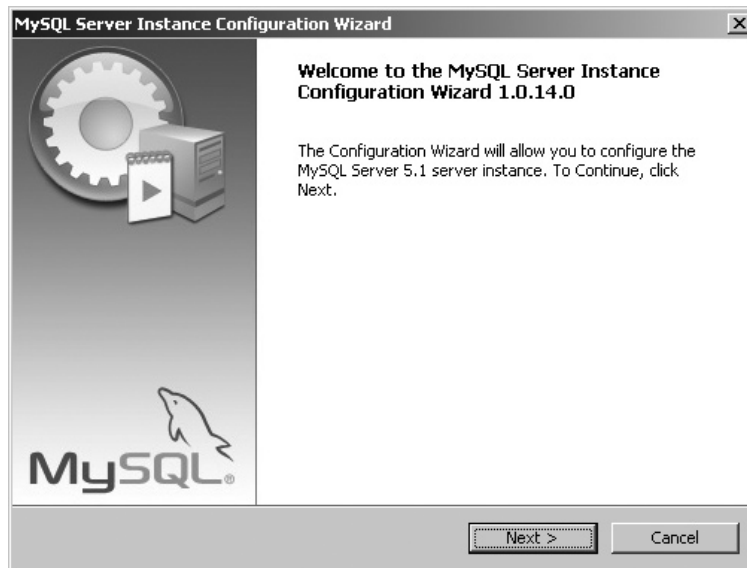 MySQL Server Instance Configuration Wizard
Welcome to the MySQL Server Instance
Configuration Wizard 1.0.14.0
The Configuration Wizard will allow you to configure the
MySQL Server 5.1 server instance. To Continue, click
Next.
MySQL®
Next >
Cancel